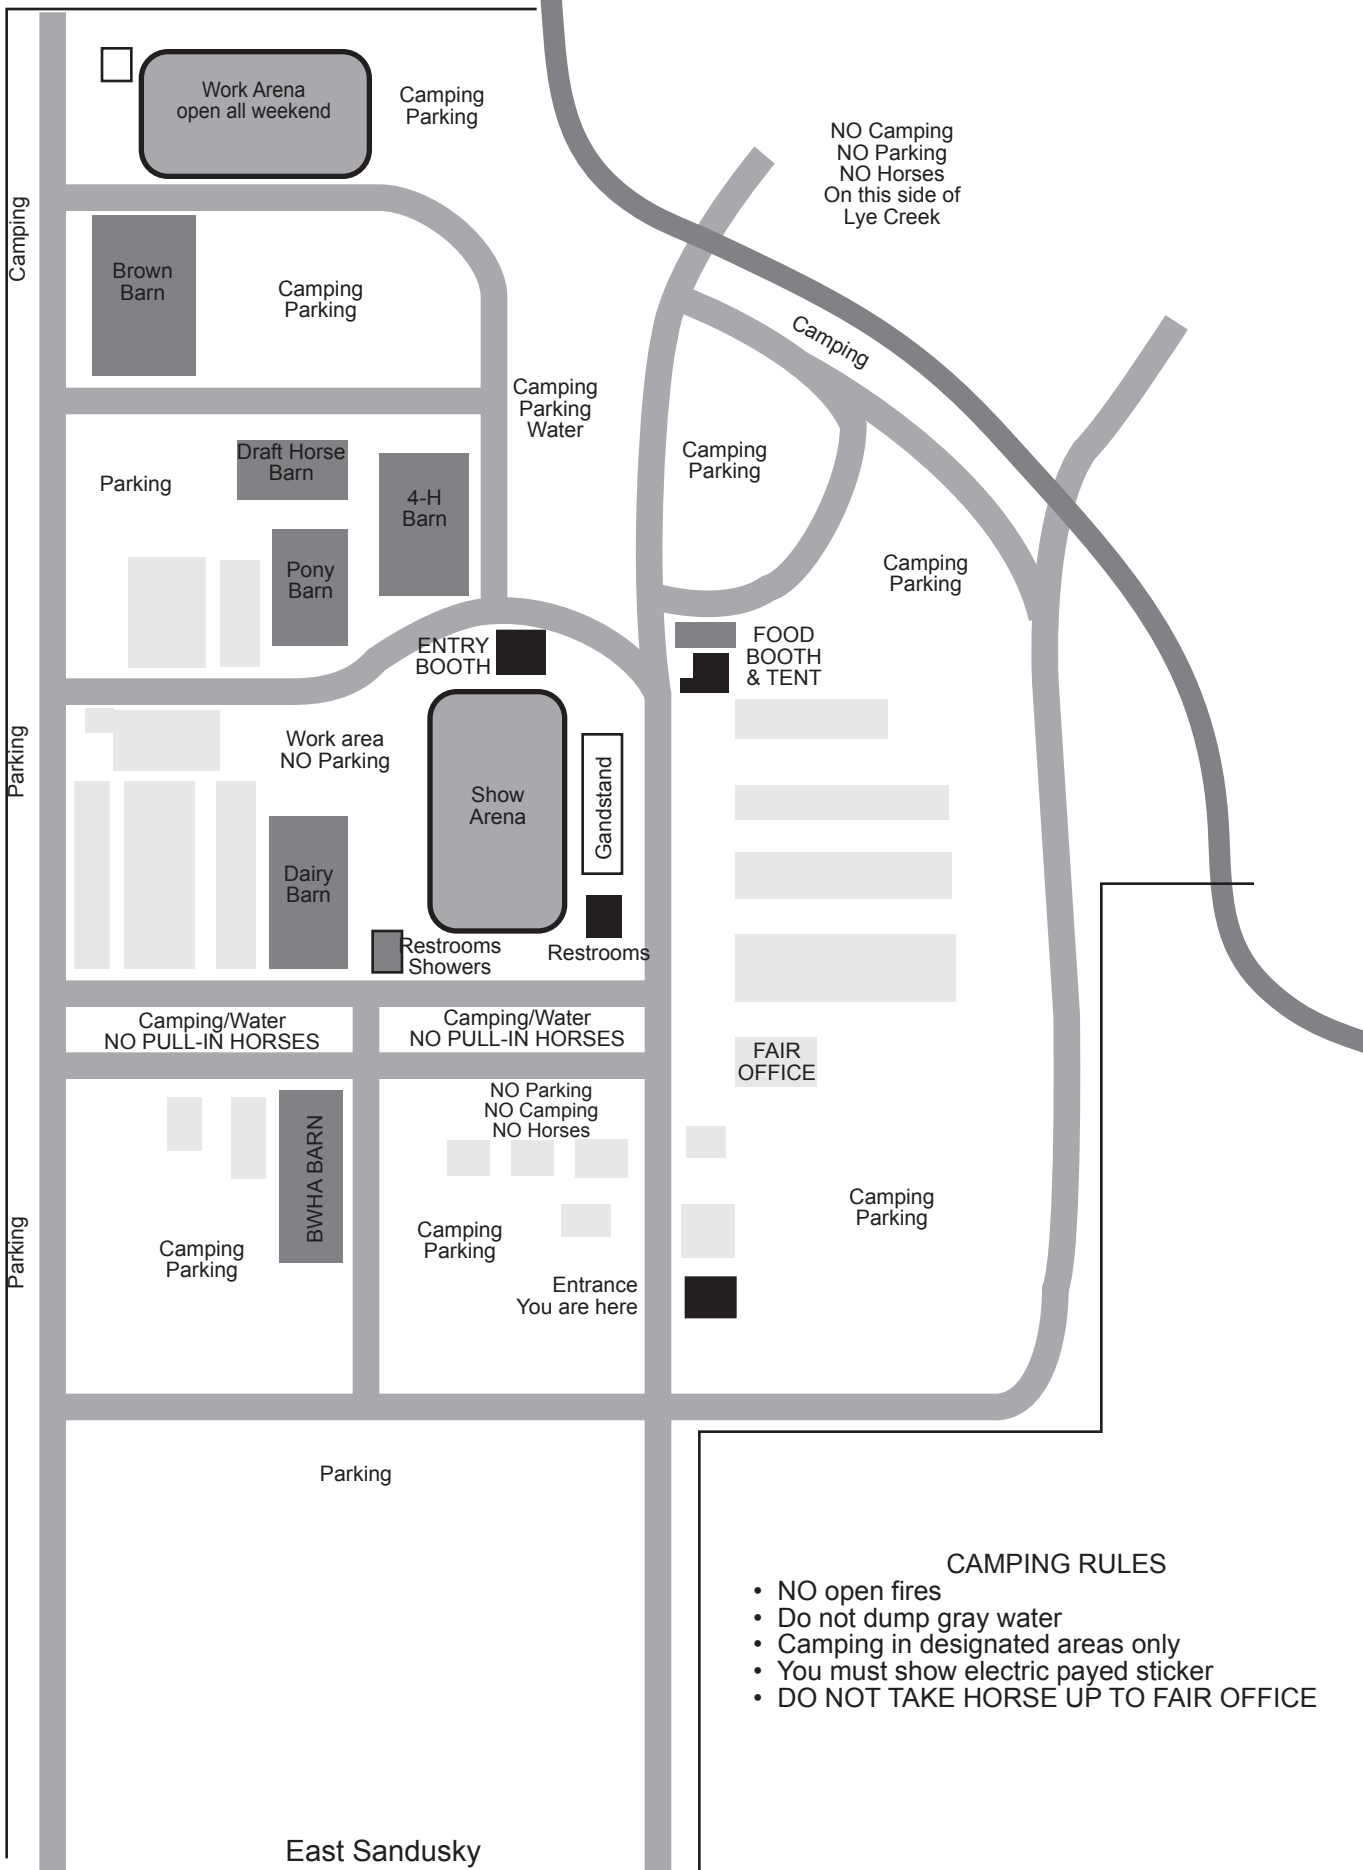 Work Arena
open all weekend
Camping
Parking
NO Camping
NO Parking
NO Horses
On this side of
Lye Creek
Camping
Brown
Barn
Camping
Parking
Camping
Camping
Parking
Water
Camping
Parking
Draft Horse
Barn
Parking
4-H
Barn
Pony
Barn
Camping
Parking
ENTRY
BOOTH
FOOD
BOOTH
& TENT
Parking
Work area
NO Parking
Show
Arena
Gandstand
Dairy
Barn
Restrooms
Showers
Restrooms
Camping/Water
NO PULL-IN HORSES
Camping/Water
NO PULL-IN HORSES
FAIR
OFFICE
NO Parking
NO Camping
NO Horses
BWHA BARN
Camping
Parking
Camping
Parking
Camping
Parking
Parking
Entrance
You are here
Parking
CAMPING RULES
• NO open fires
• Do not dump gray water
• Camping in designated areas only
• You must show electric payed sticker
• DO NOT TAKE HORSE UP TO FAIR OFFICE
East Sandusky